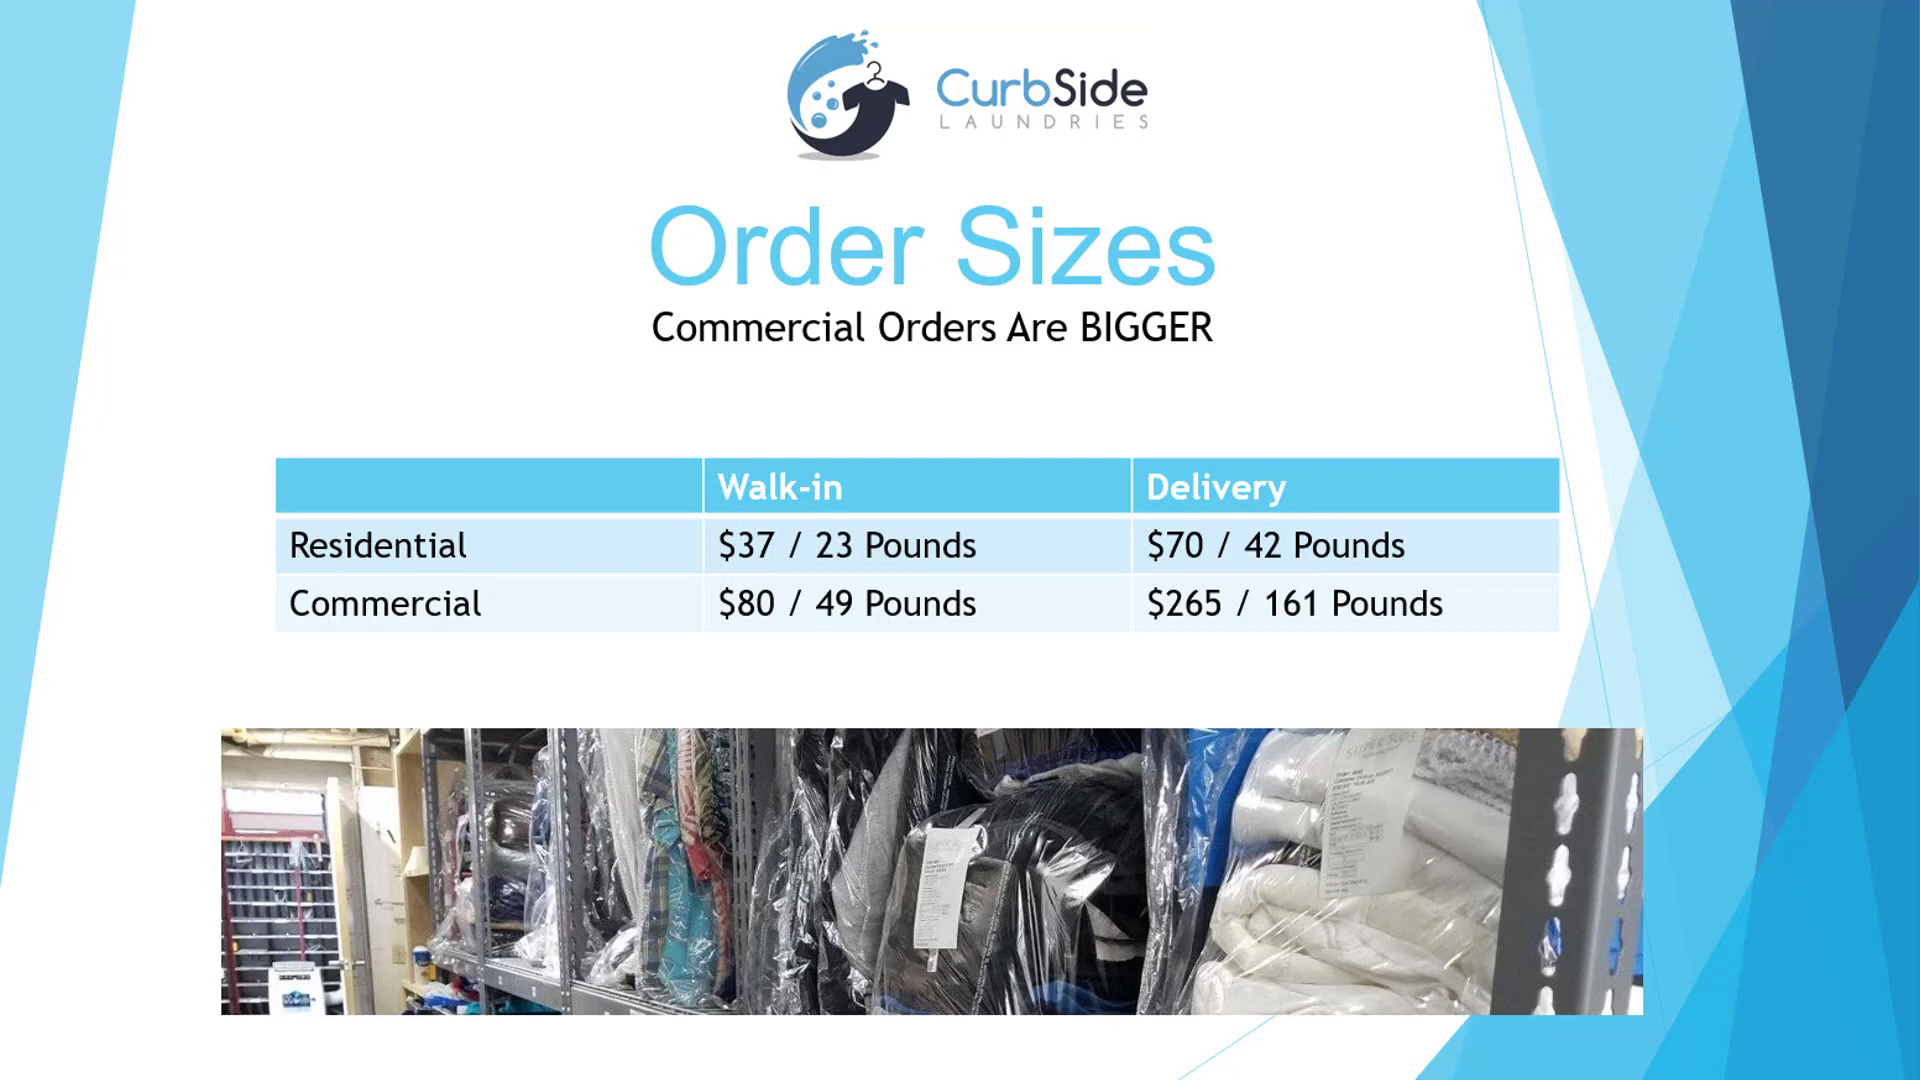 CurbSide
LAUNDRIES
Order Sizes
Commercial Orders Are BIGGER
Walk-in Delivery
Residential $37 / 23 Pounds $70 / 42 Pounds
Commercial $80 / 49 Pounds $265 / 161 Pounds